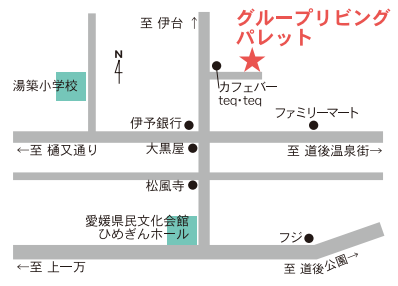 グループリビング
パレット
至 伊台 ↑
N
湯築小学校
カフェバー
teq・teq
ファミリーマート
伊予銀行
←至 樋又通り
大黒屋
至 道後温泉街→
松風寺
愛媛県民文化会館
ひめぎんホール
フジ
←至 上一万
至 道後公園→